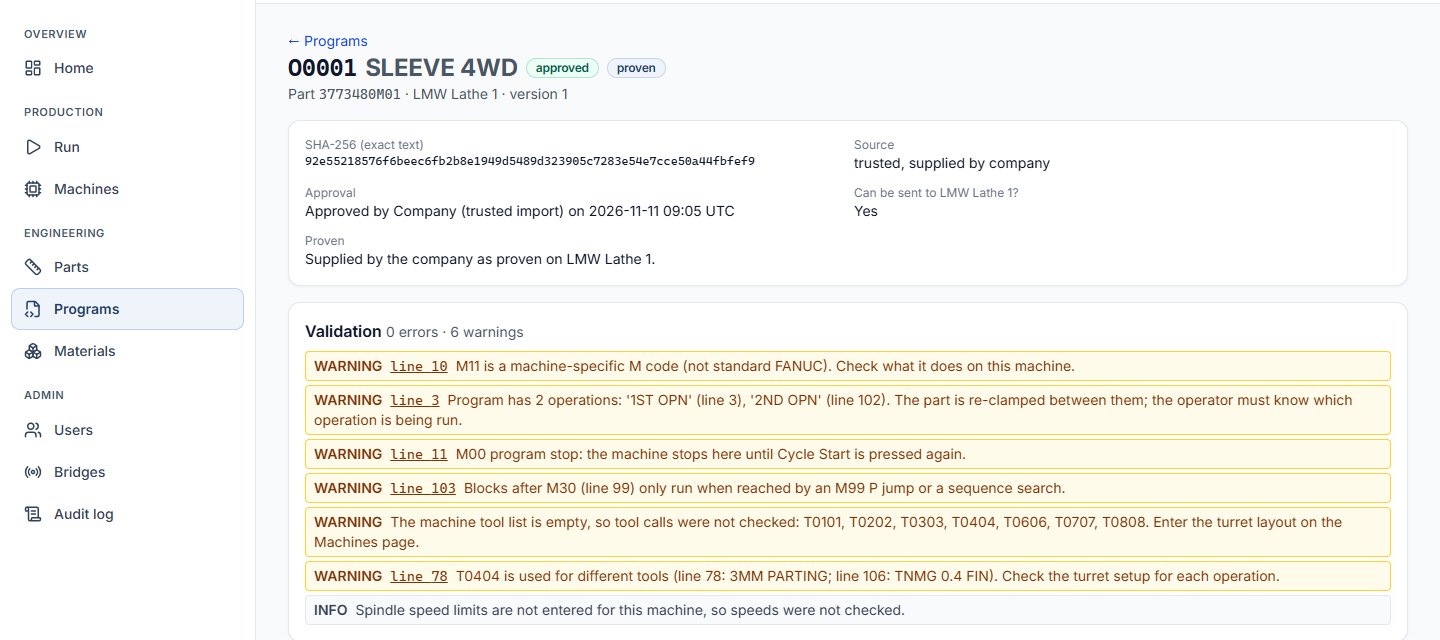 OVERVIEW
Home
PRODUCTION
Run
Machines
ENGINEERING
Parts
Programs
Materials
ADMIN
Users
Bridges
Audit log
← Programs
O0001 SLEEVE 4WD approved proven
Part 3773480M01 · LMW Lathe 1 · version 1
SHA-256 (exact text)
92e55218576f6beec6fb2b8e1949d5489d323905c7283e54e7cce50a44fbfef9
Source
trusted, supplied by company
Approval
Approved by Company (trusted import) on 2026-11-11 09:05 UTC
Can be sent to LMW Lathe 1?
Yes
Proven
Supplied by the company as proven on LMW Lathe 1.
Validation 0 errors · 6 warnings
WARNING line 10 M11 is a machine-specific M code (not standard FANUC). Check what it does on this machine.
WARNING line 3 Program has 2 operations: '1ST OPN' (line 3), '2ND OPN' (line 102). The part is re-clamped between them; the operator must know which
operation is being run.
WARNING line 11 M00 program stop: the machine stops here until Cycle Start is pressed again.
WARNING line 103 Blocks after M30 (line 99) only run when reached by an M99 P jump or a sequence search.
WARNING The machine tool list is empty, so tool calls were not checked: T0101, T0202, T0303, T0404, T0606, T0707, T0808. Enter the turret layout on the
Machines page.
WARNING line 78 T0404 is used for different tools (line 78: 3MM PARTING; line 106: TNMG 0.4 FIN). Check the turret setup for each operation.
INFO Spindle speed limits are not entered for this machine, so speeds were not checked.